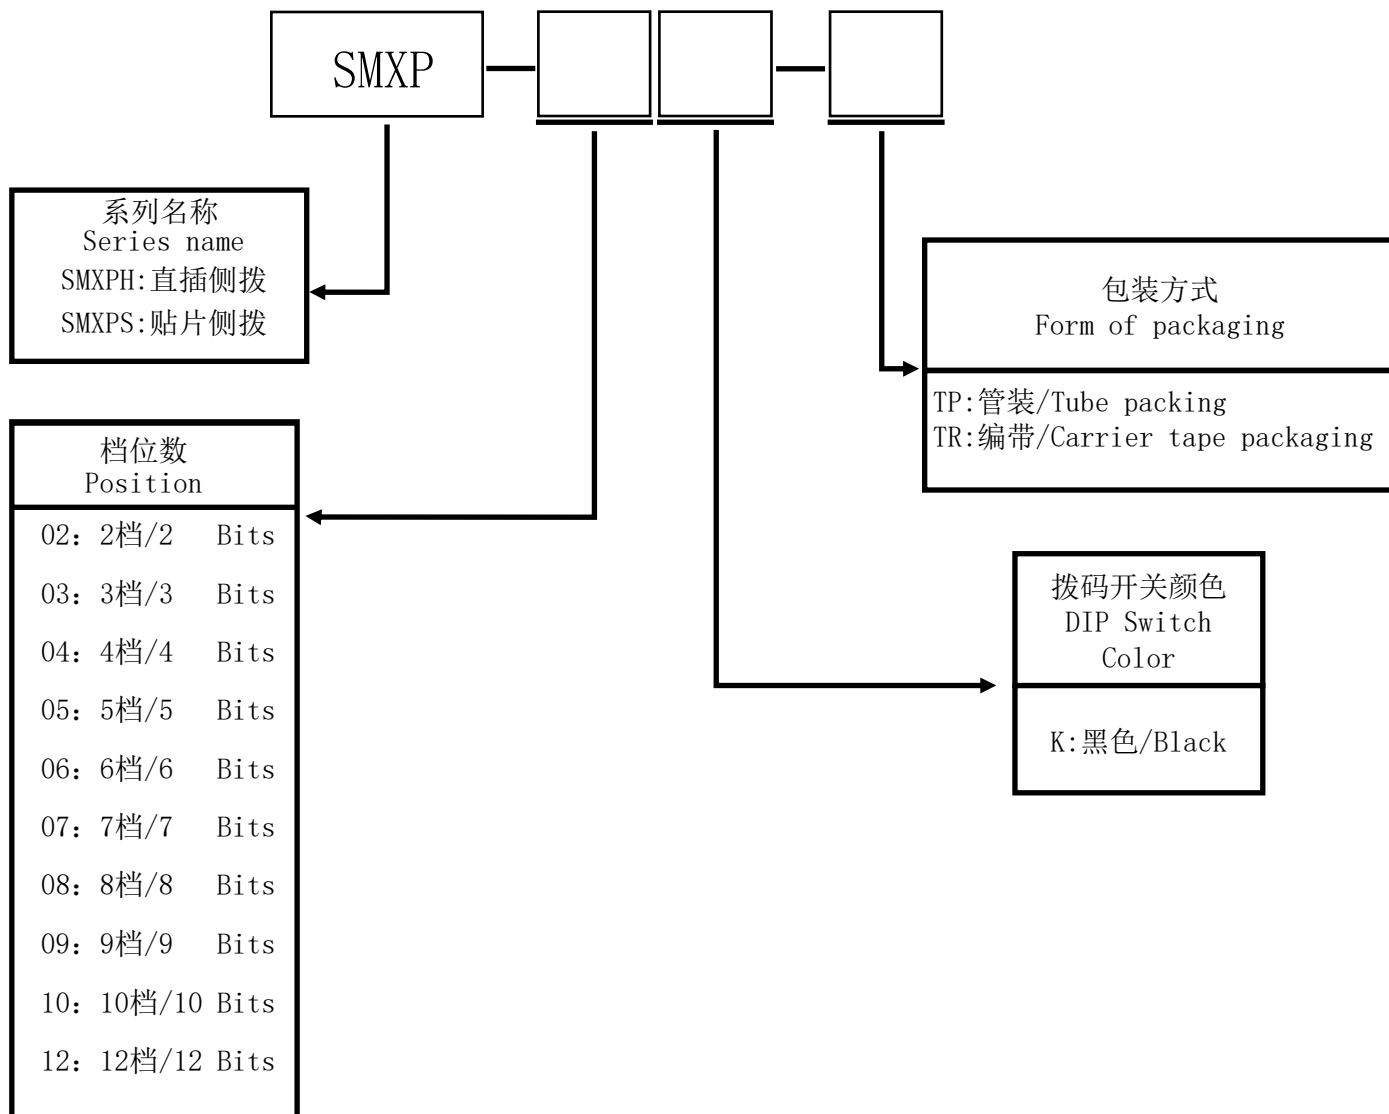 SMXP
系列名称
Series name
SMXPH:直插侧拨
SMXPS:贴片侧拨
包装方式
Form of packaging
TP:管装/Tube packing
TR:编带/Carrier tape packaging
档位数
Position
02：2档/2 Bits
03：3档/3 Bits
04：4档/4 Bits
05：5档/5 Bits
06：6档/6 Bits
07：7档/7 Bits
08：8档/8 Bits
09：9档/9 Bits
10：10档/10 Bits
12：12档/12 Bits
拨码开关颜色
DIP Switch
Color
K:黑色/Black